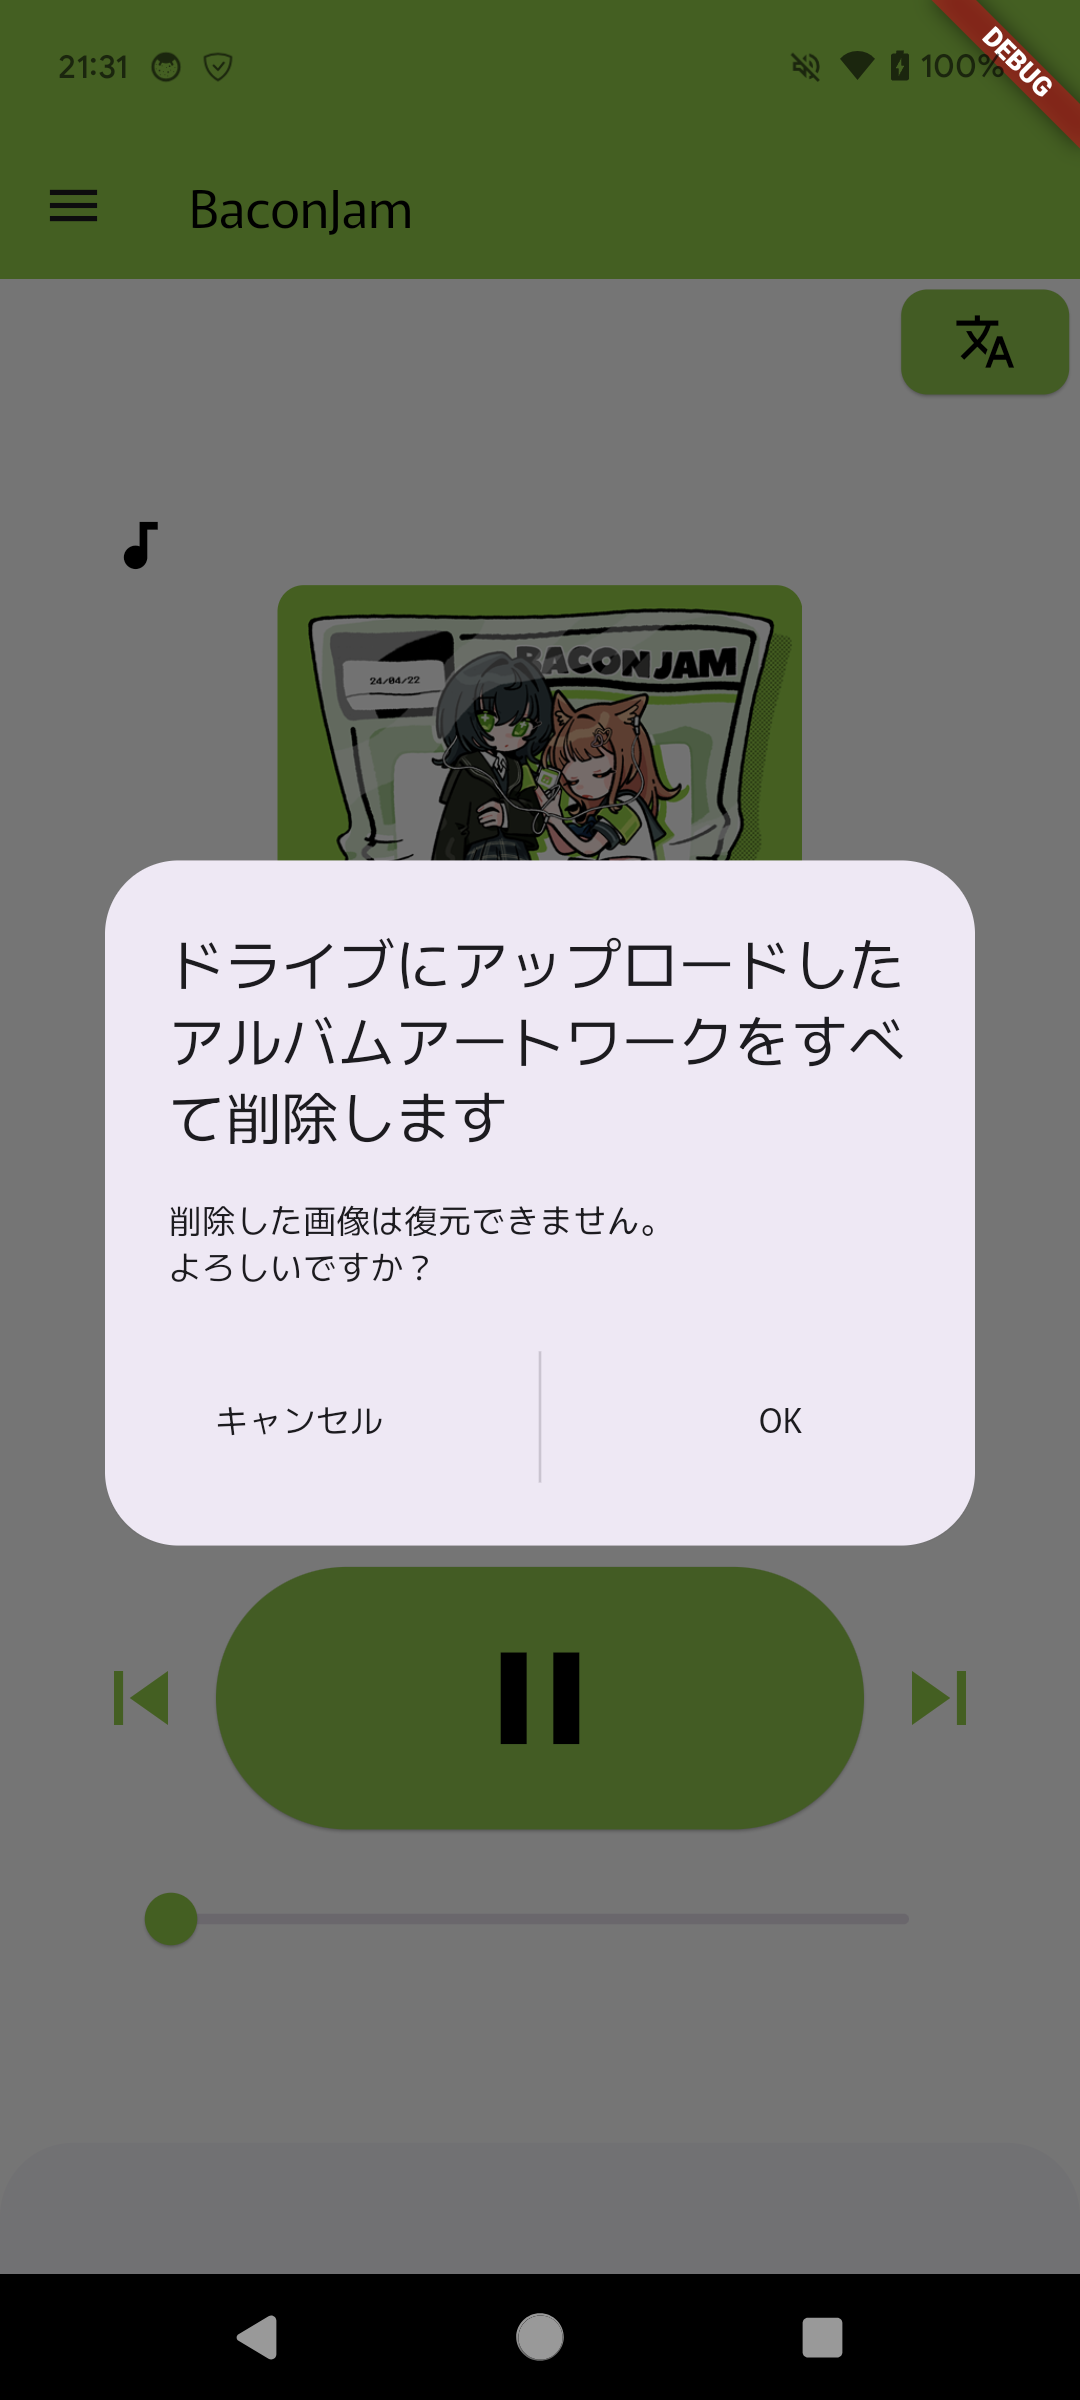 21:31
100%
DEBUG
BaconJam
文A
BACON JAM
24/04/22
ドライブにアップロードした
アルバムアートワークをすべ
て削除します
削除した画像は復元できません。
よろしいですか？
キャンセル
OK